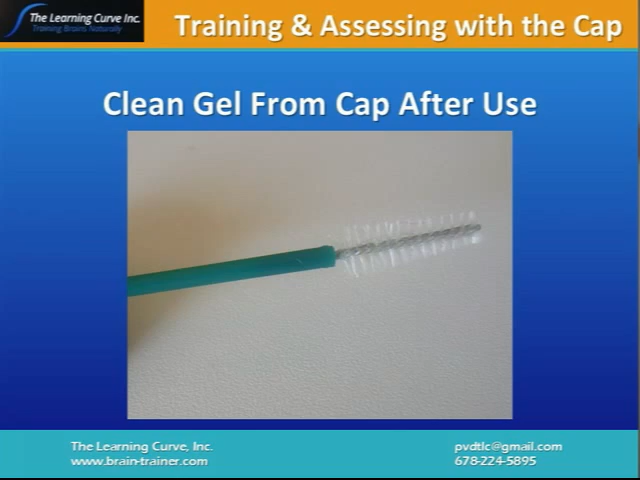 The Learning Curve Inc.
Training Brains Naturally
Training & Assessing with the Cap
Clean Gel From Cap After Use
The Learning Curve, Inc.
www.brain-trainer.com
pvdtlc@gmail.com
678-224-5895